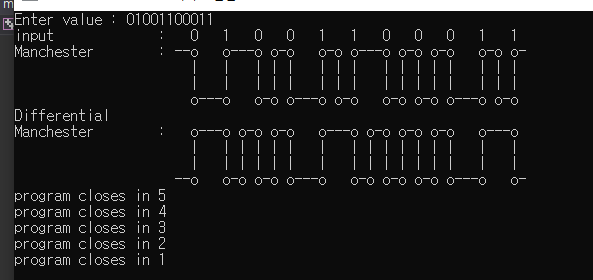 Enter value : 01001100011
input             :   0   1   0   0   1   1   0   0   0   1   1
Manchester        : --o   o---o o-o   o-o o---o o-o o-o   o-o o-
                      |   |   | | |   | | |   | | | | |   | | |
                      |   |   | | |   | | |   | | | | |   | | |
                      |   |   | | |   | | |   | | | | |   | | |
                      o---o   o-o o---o o-o   o-o o-o o---o o-o
Differential
Manchester        :   o---o o-o o-o   o---o o-o o-o o-o   o---o
                      |   | | | | |   |   | | | | | | |   |   |
                      |   | | | | |   |   | | | | | | |   |   |
                    --o   o-o o-o o---o   o-o o-o o-o o---o   o-
program closes in 5
program closes in 4
program closes in 3
program closes in 2
program closes in 1